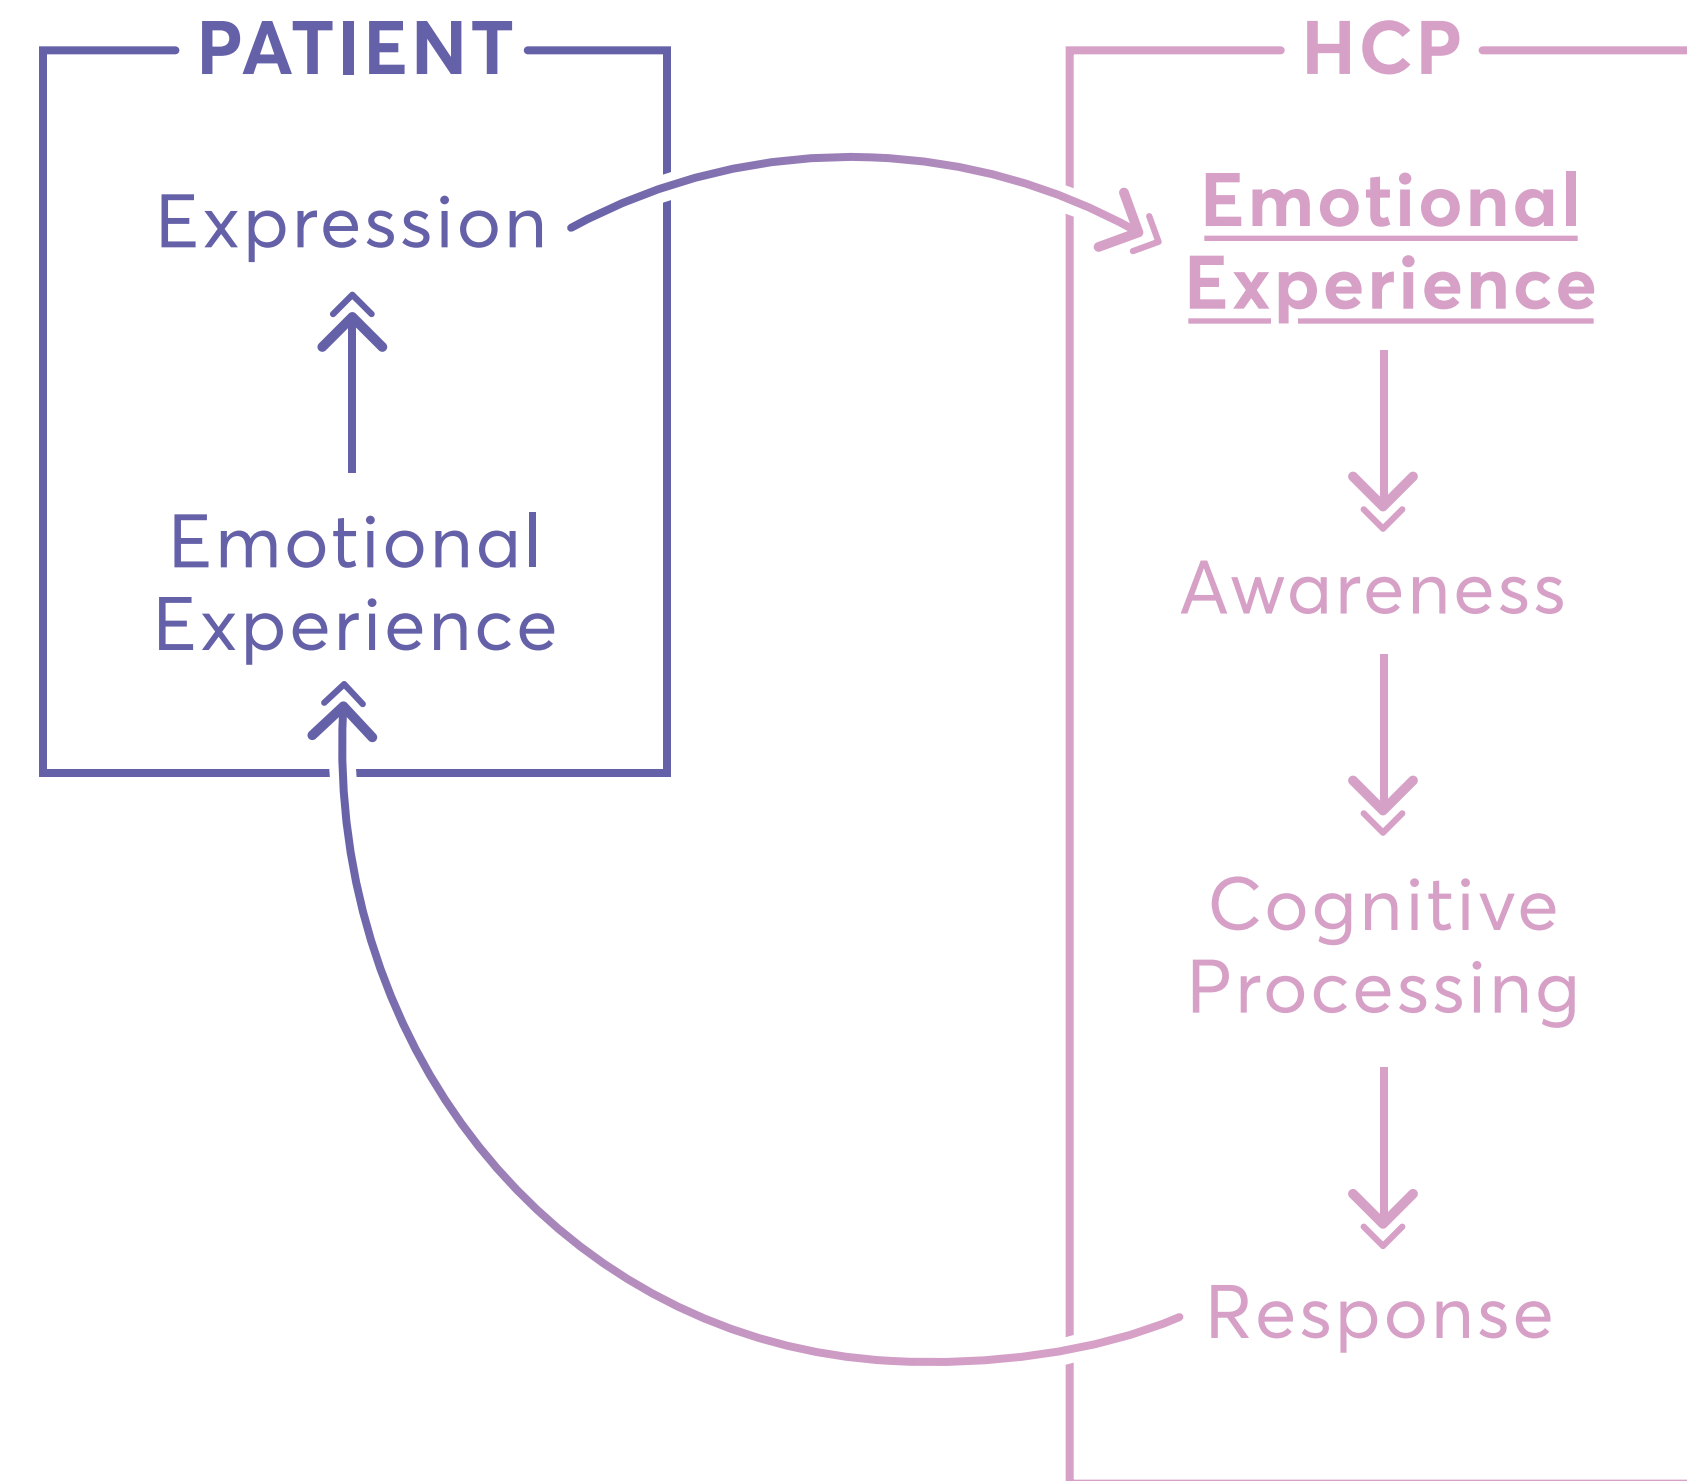 PATIENT
Expression
Emotional
Experience
HCP
Emotional
Experience
Awareness
Cognitive
Processing
Response